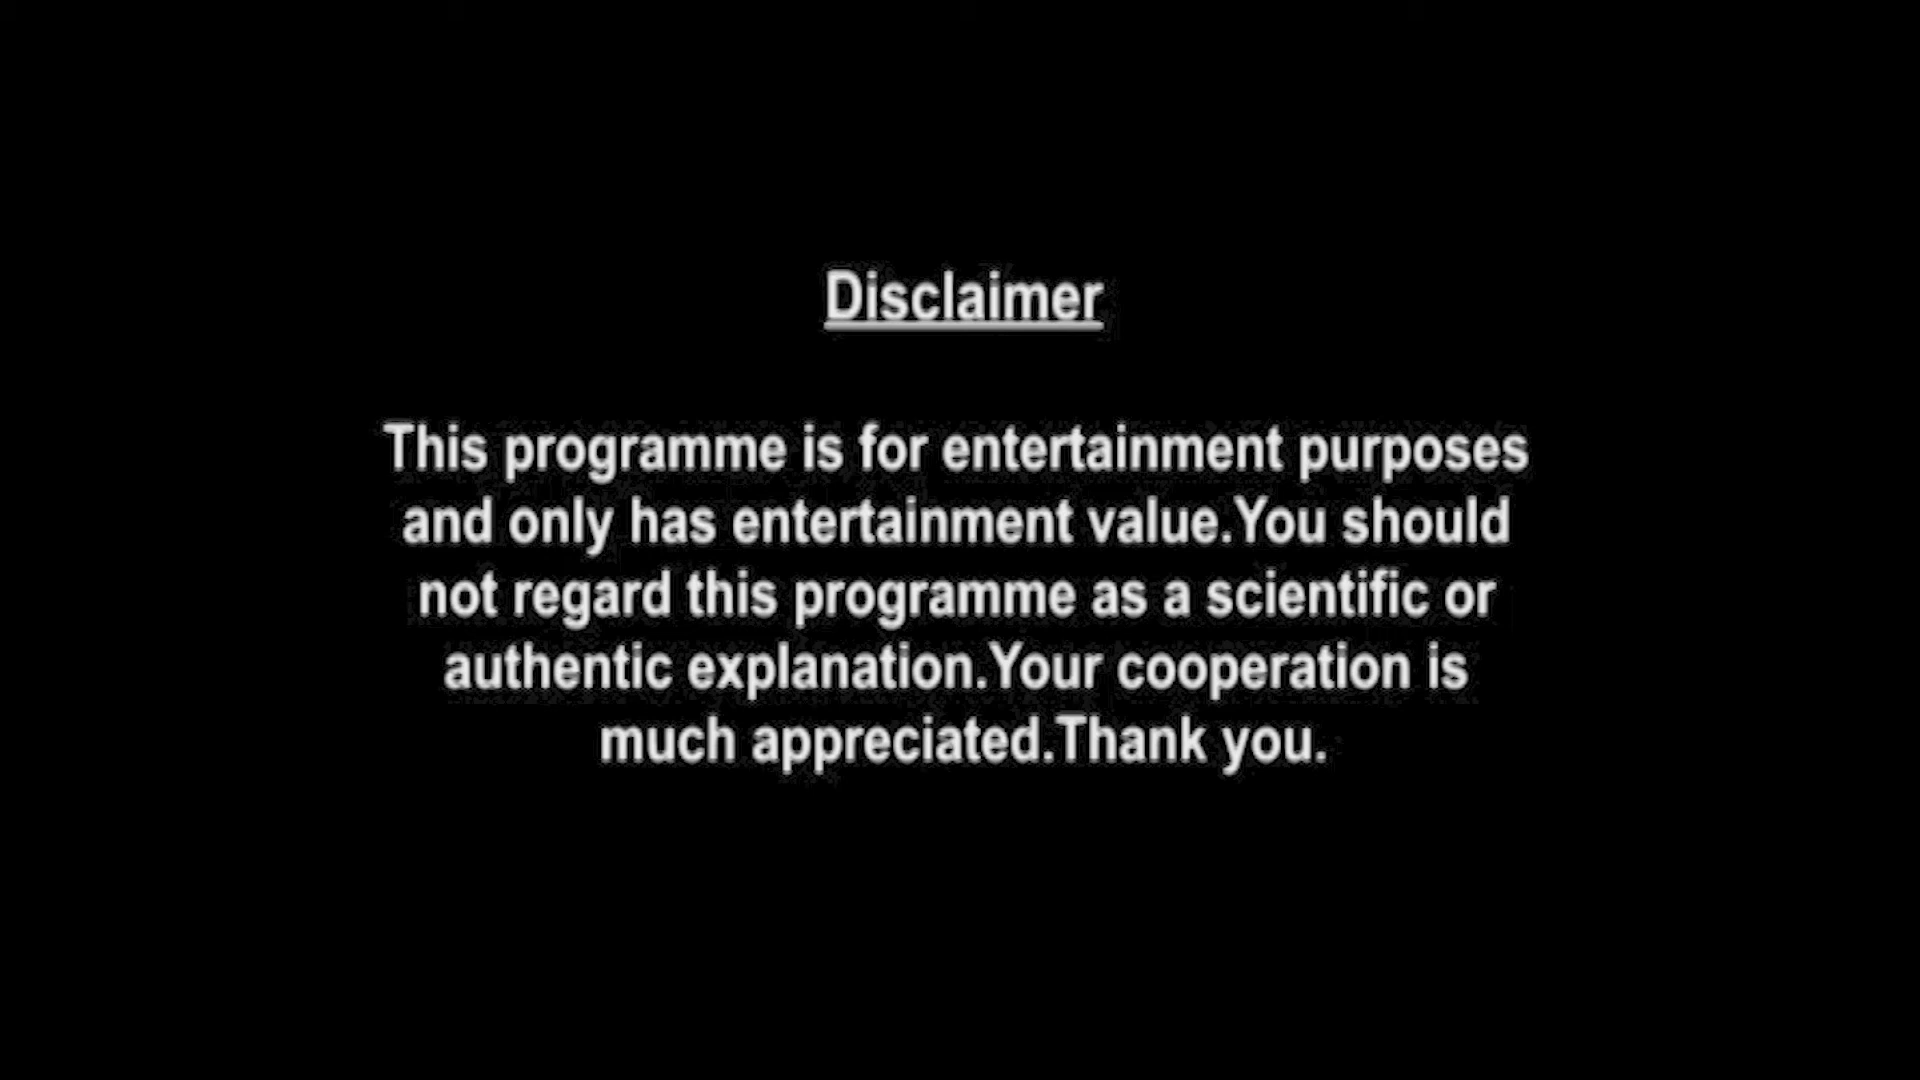 Disclaimer
This programme is for entertainment purposes
and only has entertainment value.You should
not regard this programme as a scientific or
authentic explanation.Your cooperation is
much appreciated.Thank you.